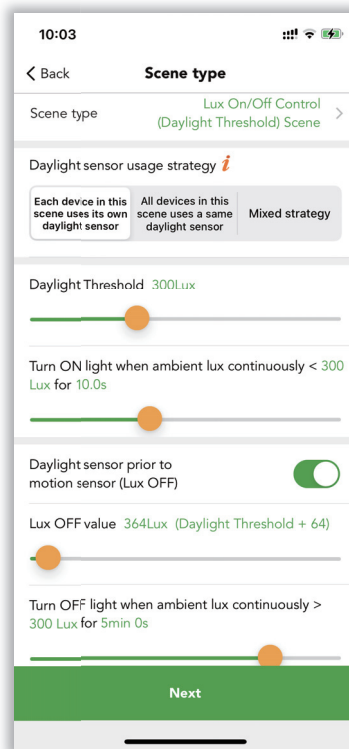 10:03
Back
Scene type
Scene type
Lux On/Off Control
(Daylight Threshold) Scene
Daylight sensor usage strategy i
Each device in this
scene uses its own
daylight sensor
All devices in this
scene uses a same
daylight sensor
Mixed strategy
Daylight Threshold 300Lux
Turn ON light when ambient lux continuously < 300
Lux for 10.0s
Daylight sensor prior to
motion sensor (Lux OFF)
Lux OFF value 364Lux (Daylight Threshold + 64)
Turn OFF light when ambient lux continuously >
300 Lux for 5min 0s
Next